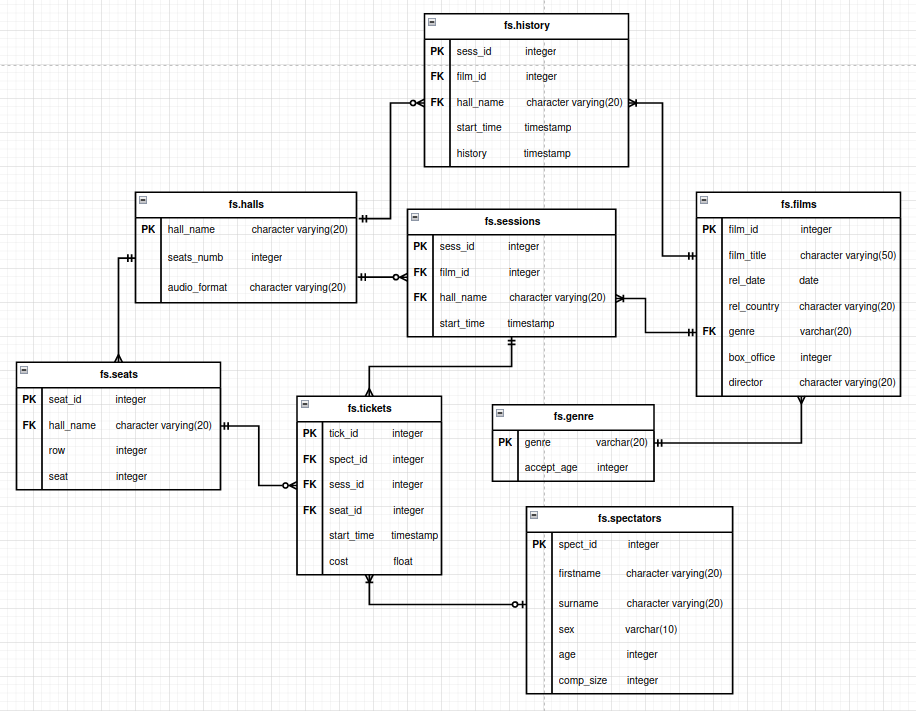 fs.history
PK sess_id integer
FK film_id integer
FK hall_name character varying(20)
start_time timestamp
history timestamp
fs.halls
PK hall_name character varying(20)
seats_numb integer
audio_format character varying(20)
fs.sessions
PK sess_id integer
FK film_id integer
FK hall_name character varying(20)
start_time timestamp
fs.films
PK film_id integer
film_title character varying(50)
rel_date date
rel_country character varying(20)
FK genre varchar(20)
box_office integer
director character varying(20)
fs.seats
PK seat_id integer
FK hall_name character varying(20)
row integer
seat integer
fs.tickets
PK tick_id integer
FK spect_id integer
FK sess_id integer
FK seat_id integer
start_time timestamp
cost float
fs.genre
PK genre varchar(20)
accept_age integer
fs.spectators
PK spect_id integer
firstname character varying(20)
surname character varying(20)
sex varchar(10)
age integer
comp_size integer